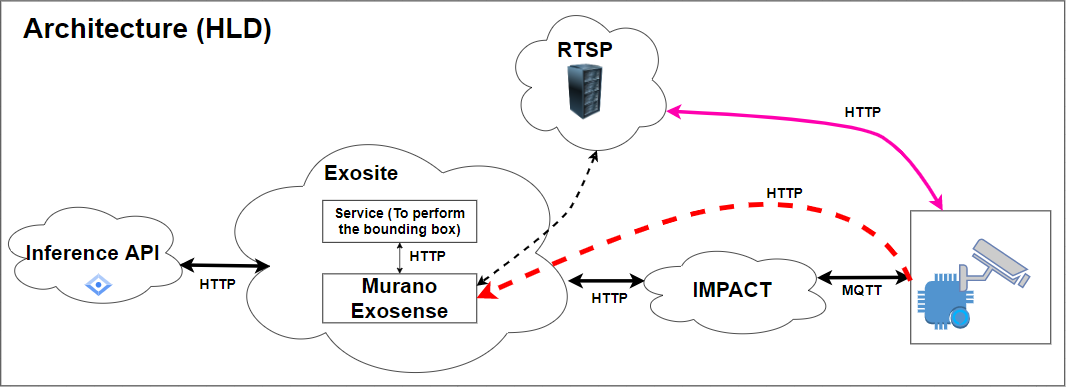 Architecture (HLD)
RTSP
HTTP
Exosite
HTTP
Service (To perform
the bounding box)
Inference API
HTTP
HTTP
Murano
Exosense
HTTP
IMPACT
MQTT